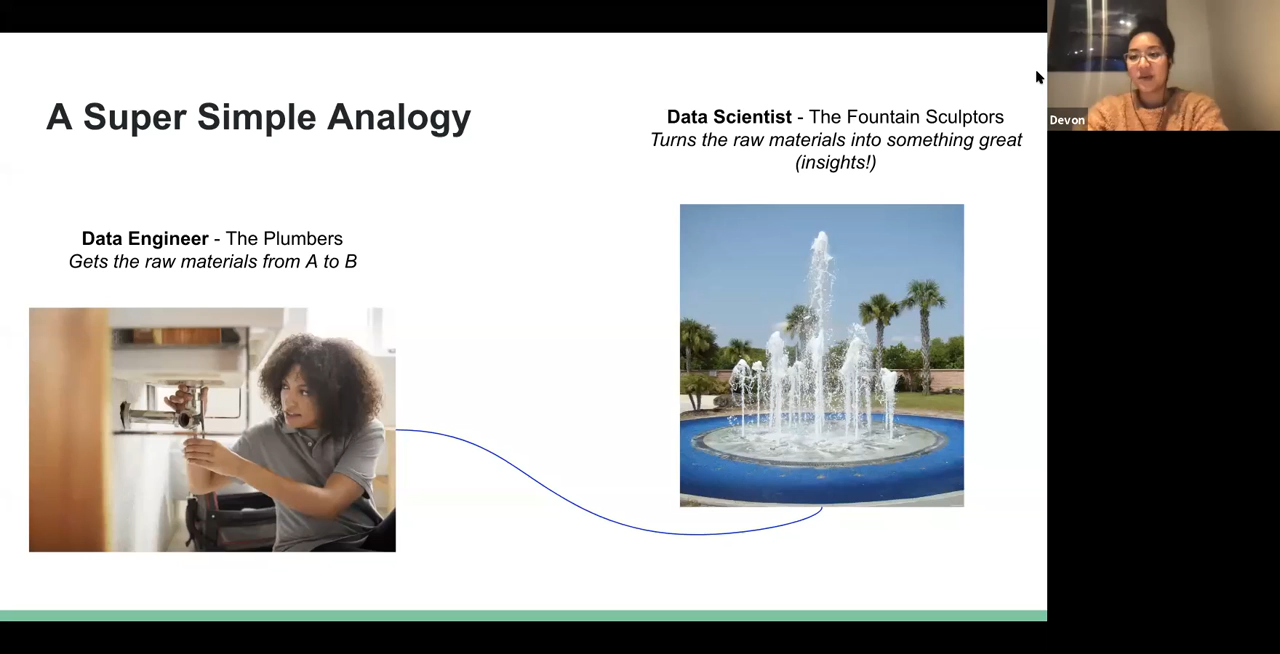 A Super Simple Analogy
Data Scientist - The Fountain Sculptors
Turns the raw materials into something great
(insights!)
Data Engineer - The Plumbers
Gets the raw materials from A to B
Devon